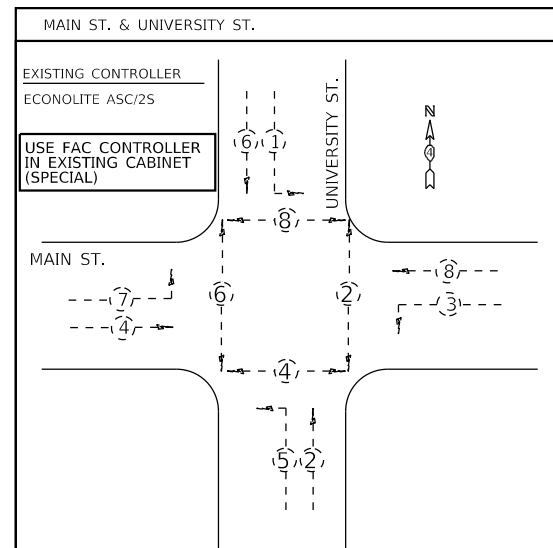 MAIN ST. & UNIVERSITY ST.
EXISTING CONTROLLER
ECONOLITE ASC/2S
USE FAC CONTROLLER
IN EXISTING CABINET
(SPECIAL)
UNIVERSITY ST.
N
4
6 1
8
MAIN ST.
7
4
6
2
8
3
4
5 2